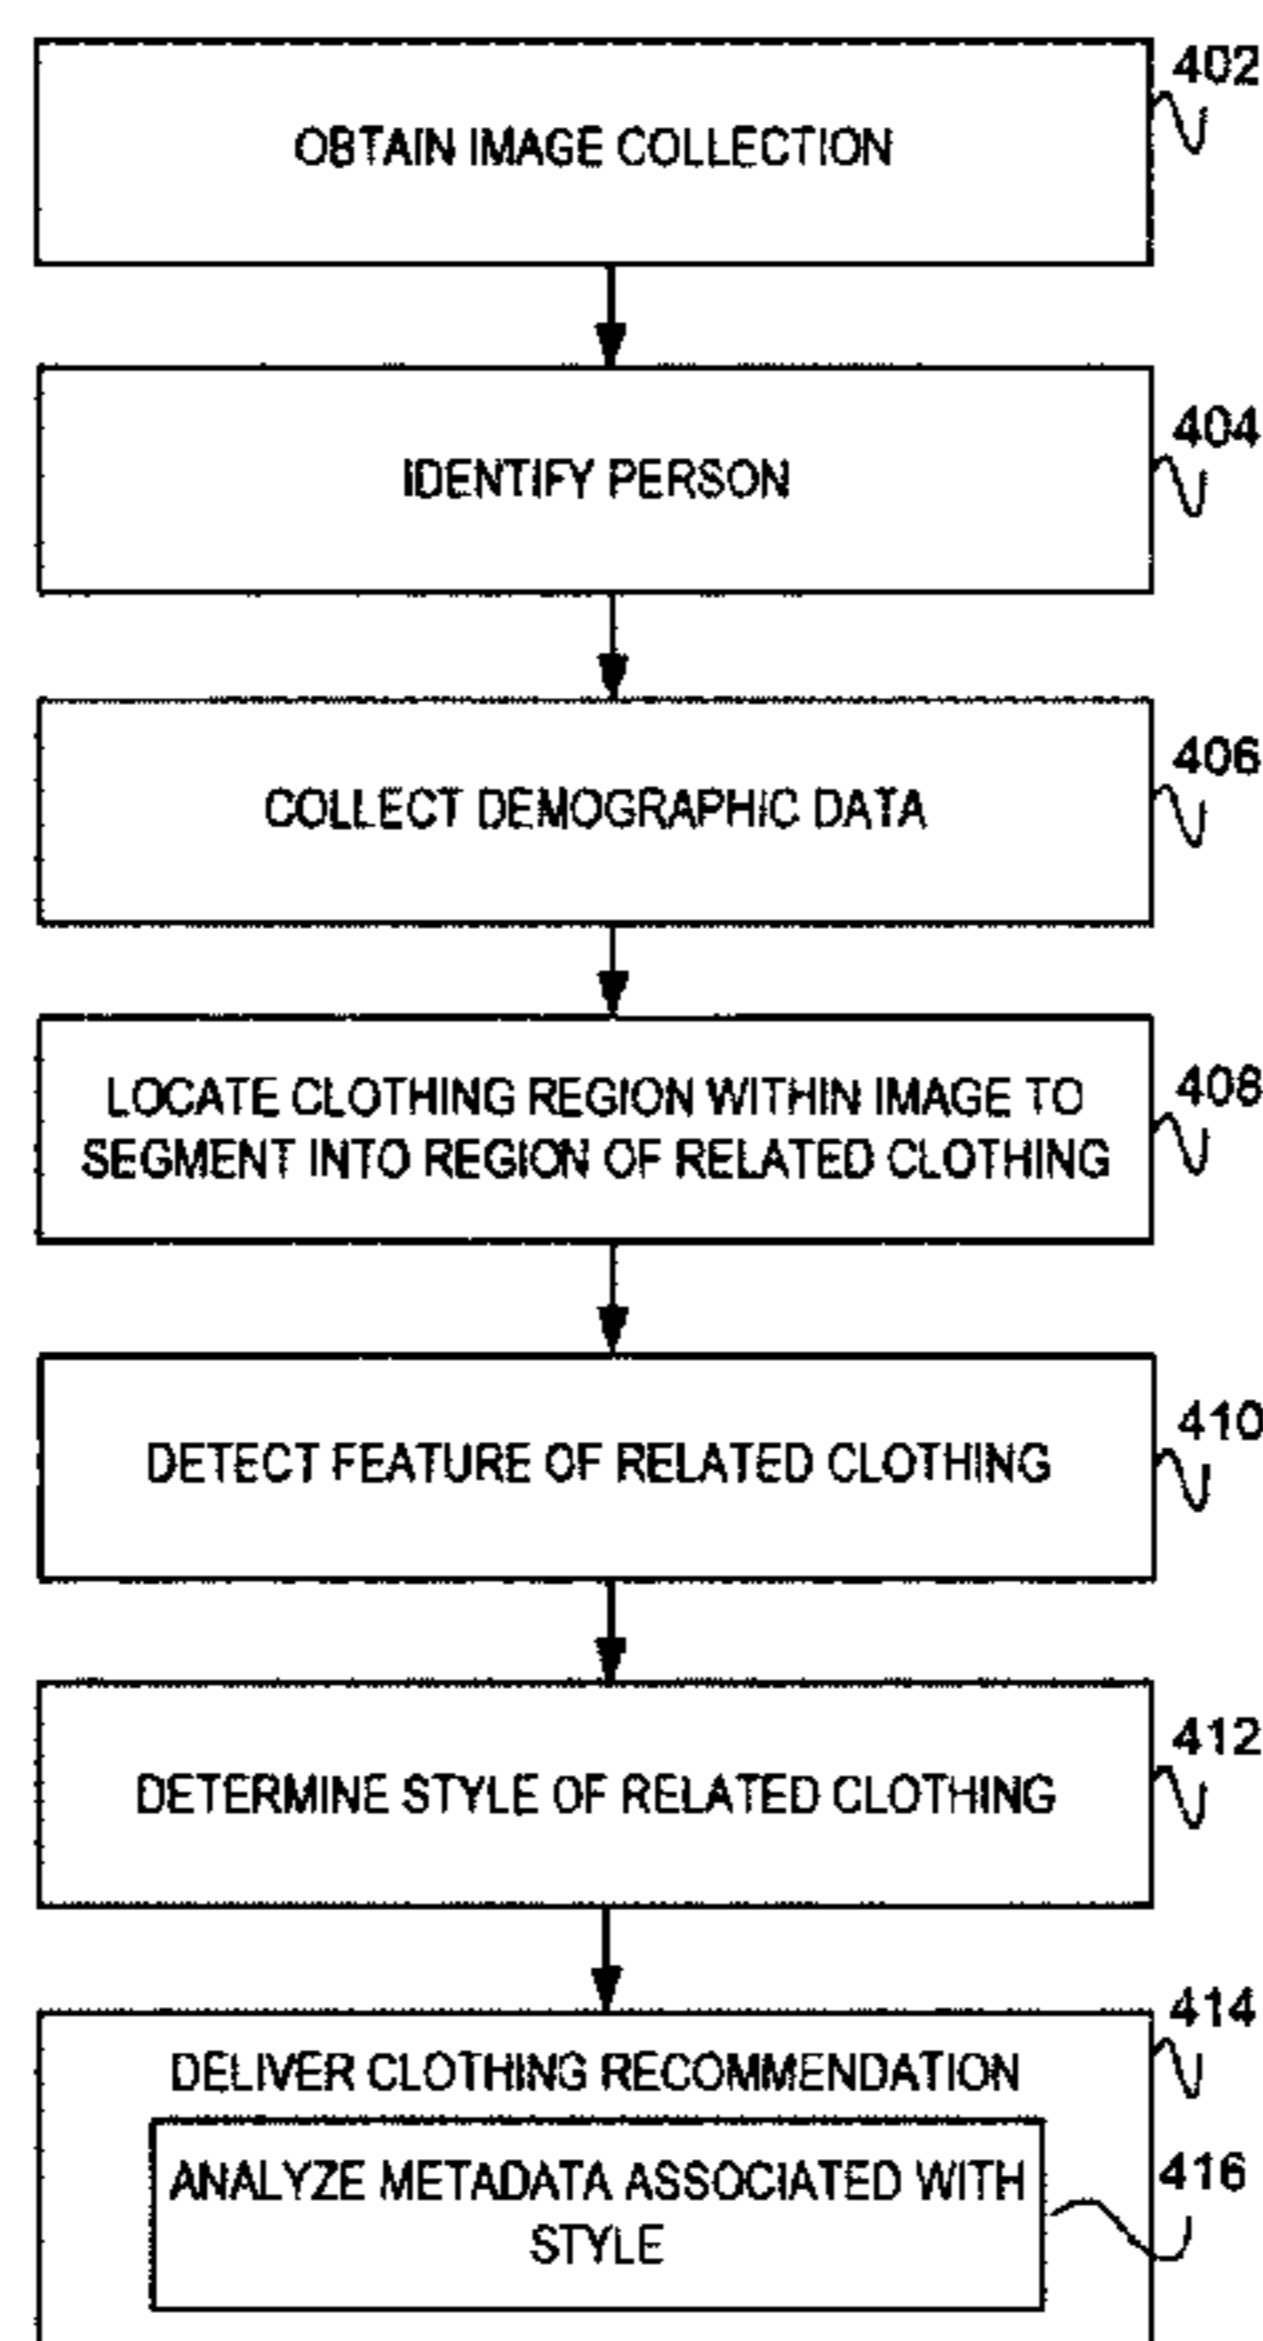 402
OBTAIN IMAGE COLLECTION
404
IDENTIFY PERSON
406
COLLECT DEMOGRAPHIC DATA
408
LOCATE CLOTHING REGION WITHIN IMAGE TO
SEGMENT INTO REGION OF RELATED CLOTHING
410
DETECT FEATURE OF RELATED CLOTHING
412
DETERMINE STYLE OF RELATED CLOTHING
414
DELIVER CLOTHING RECOMMENDATION
416
ANALYZE METADATA ASSOCIATED WITH
STYLE